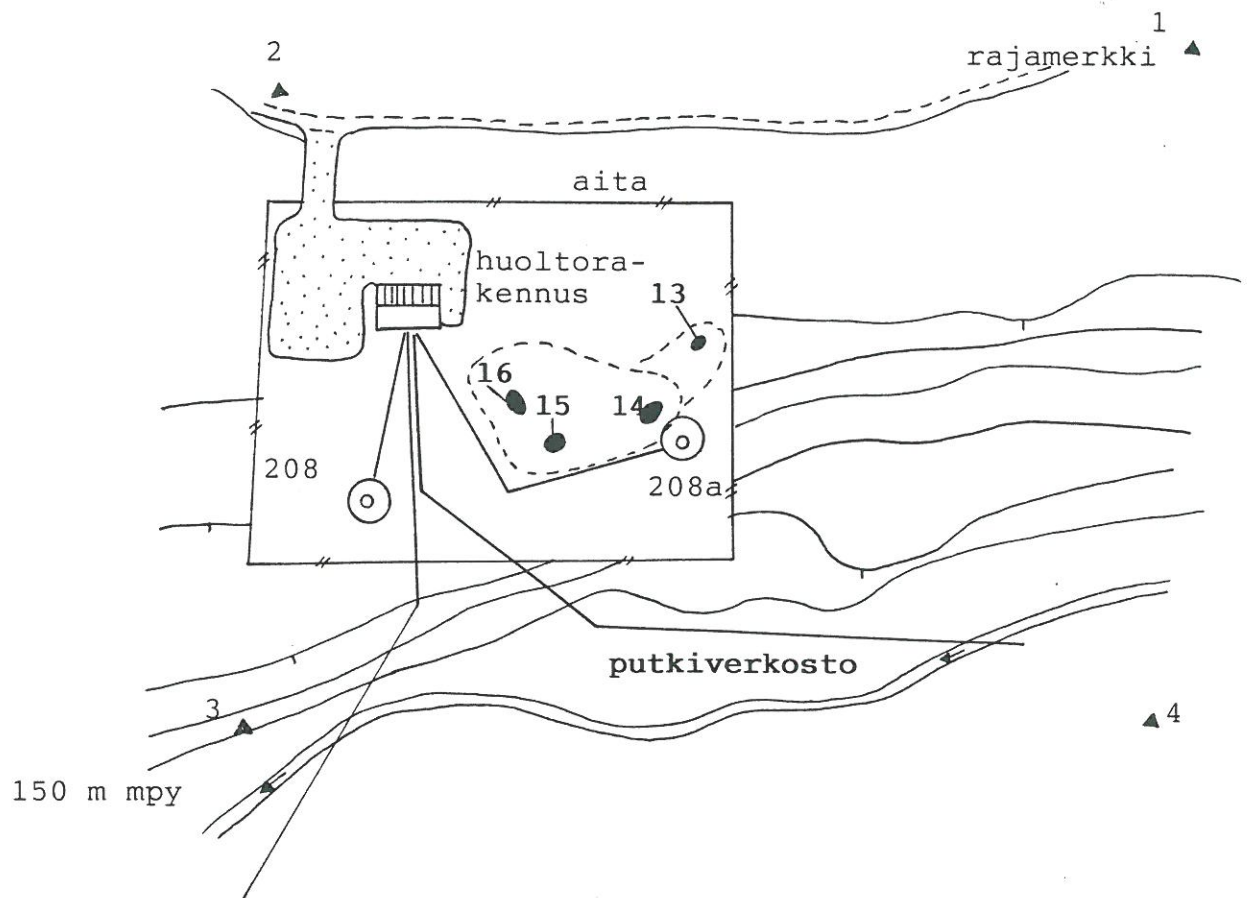 1
2
rajamerkki
aita
huoltora-
kennus
13
16
15
14
208
208a
putkiverkosto
3
4
150 m mpy